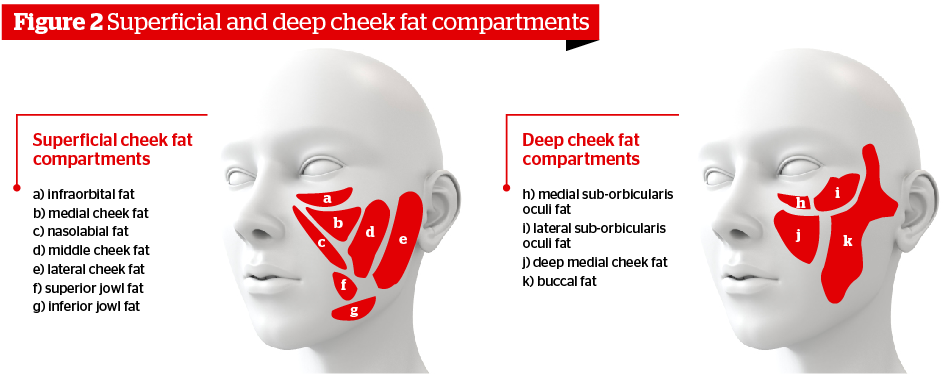 Figure 2 Superficial and deep cheek fat compartments
Superficial cheek fat
compartments
a) infraorbital fat
b) medial cheek fat
c) nasolabial fat
d) middle cheek fat
e) lateral cheek fat
f) superior jowl fat
g) inferior jowl fat
a
b
c
d
e
f
g
Deep cheek fat
compartments
h) medial sub-orbicularis
oculi fat
i) lateral sub-orbicularis
oculi fat
j) deep medial cheek fat
k) buccal fat
h
i
j
k